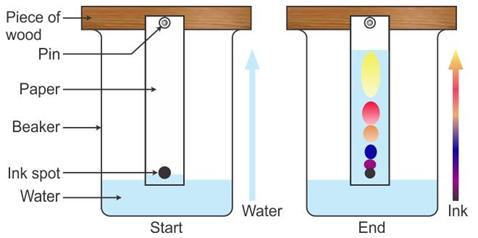 Piece of
wood
Pin
Paper
Beaker
Ink spot
Water
Start
Water
End
Ink